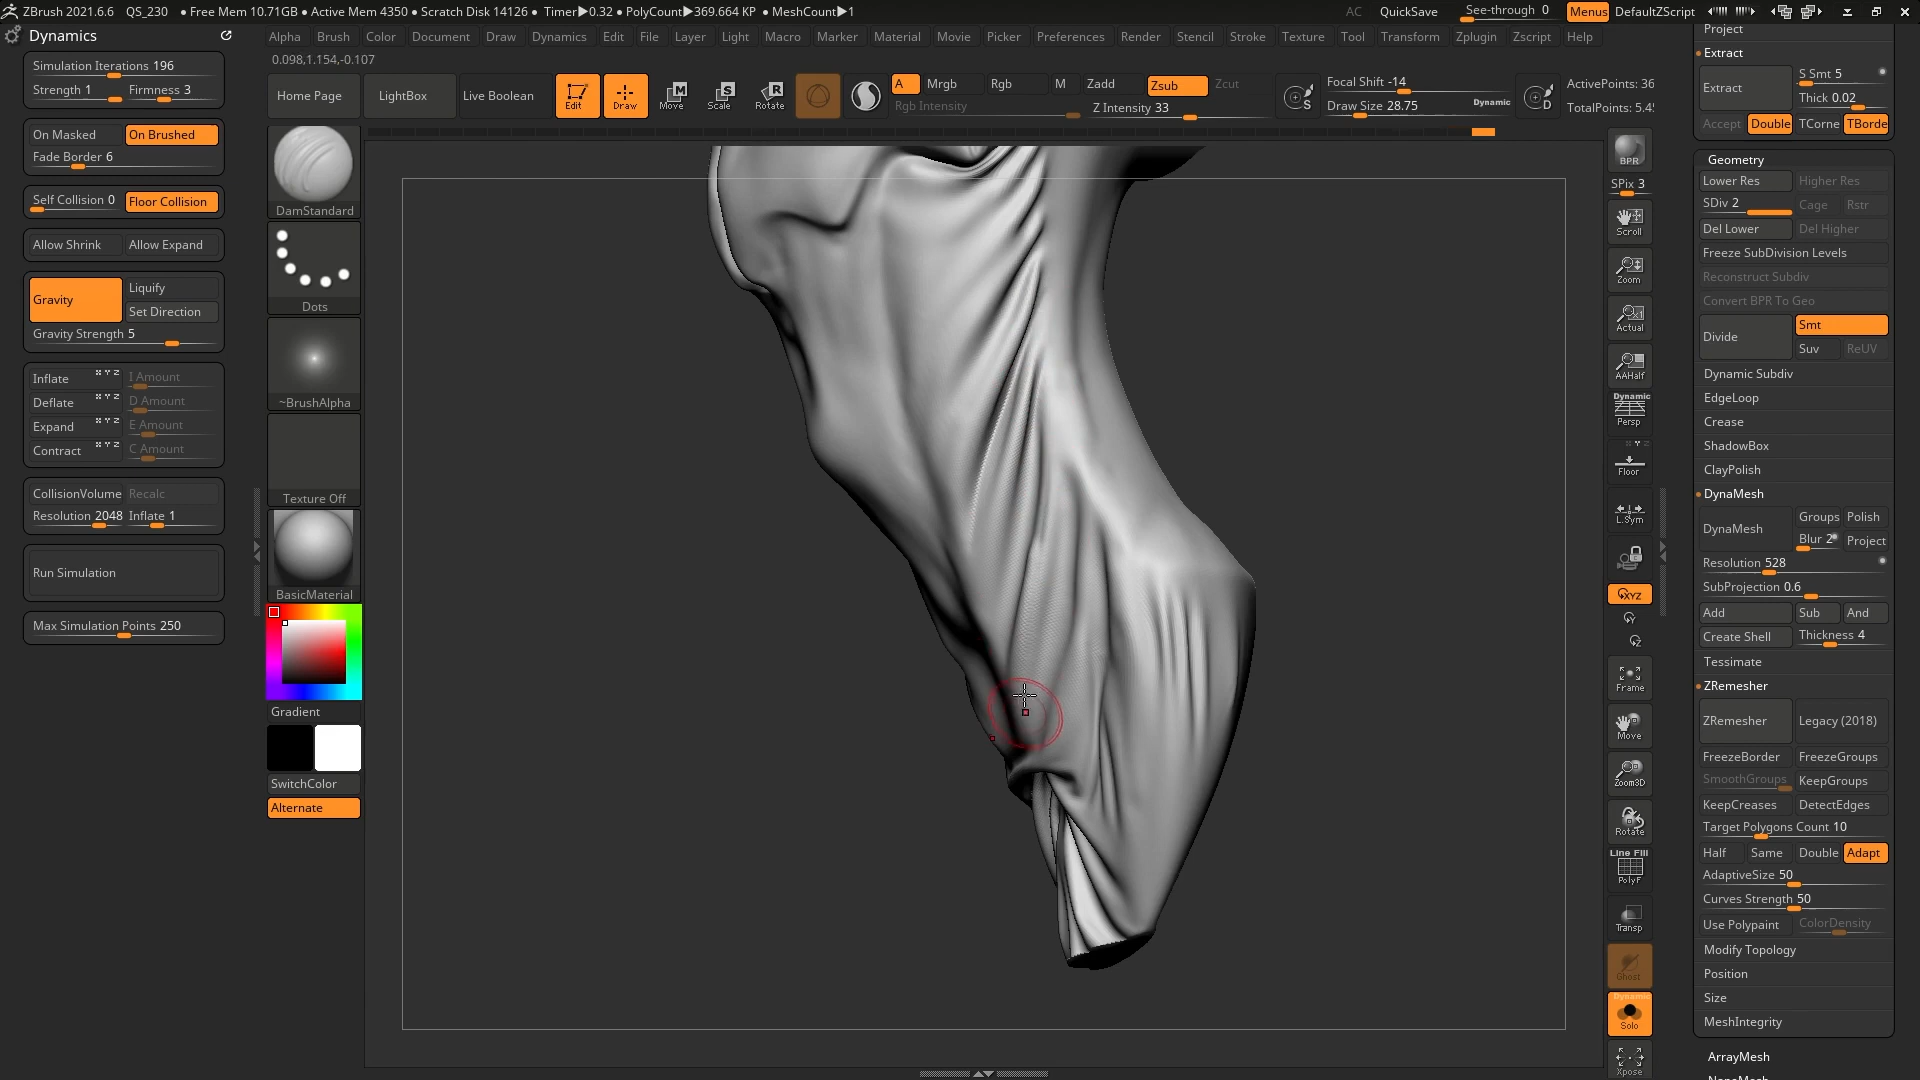 ZBrush 2021.6.6 QS_230 • Free Mem 10.71GB • Active Mem 4350 • Scratch Disk 14126 • Timer▶0.32 • PolyCount▶369.664 KP • MeshCount▶1 AC QuickSave See-through 0 Menus DefaultZScript
Dynamics
Alpha Brush Color Document Draw Dynamics Edit File Layer Light Macro Marker Material Movie Picker Preferences Render Stencil Stroke Texture Tool Transform Zplugin Zscript Help
0.098,1.154,-0.107
Simulation Iterations 196
Strength 1 Firmness 3
On Masked On Brushed
Fade Border 6
Self Collision 0 Floor Collision
Allow Shrink Allow Expand
Gravity Liquify
Set Direction
Gravity Strength 5
Inflate I Amount
Deflate D Amount
Expand E Amount
Contract C Amount
CollisionVolume Recalc
Resolution 2048 Inflate 1
Run Simulation
Max Simulation Points 250
Home Page LightBox Live Boolean Edit Draw Move Scale Rotate
A Mrgb Rgb M Zadd Zsub Zcut
Rgb Intensity Z Intensity 33
Focal Shift -14
Draw Size 28.75 Dynamic
ActivePoints: 36
TotalPoints: 5.4
DamStandard
Dots
~BrushAlpha
Texture Off
BasicMaterial
Gradient
SwitchColor
Alternate
BPR
SPix 3
Scroll
Zoom
Actual
AAHalf
Dynamic
Persp
Floor
L.Sym
XYZ
Frame
Move
Zoom3D
Rotate
Line Fill
PolyF
Transp
Ghost
Dynamic
Solo
Xpose
Project
Extract
Extract S Smt 5
Thick 0.02
Accept Double TCorne TBorde
Geometry
Lower Res Higher Res
SDiv 2 Cage Rstr
Del Lower Del Higher
Freeze SubDivision Levels
Reconstruct Subdiv
Convert BPR To Geo
Divide Smt
Suv ReUV
Dynamic Subdiv
EdgeLoop
Crease
ShadowBox
ClayPolish
DynaMesh
DynaMesh Groups Polish
Blur 2 Project
Resolution 528
SubProjection 0.6
Add Sub And
Create Shell Thickness 4
Tessimate
ZRemesher
ZRemesher Legacy (2018)
FreezeBorder FreezeGroups
SmoothGroups KeepGroups
KeepCreases DetectEdges
Target Polygons Count 10
Half Same Double Adapt
AdaptiveSize 50
Curves Strength 50
Use Polypaint ColorDensity
Modify Topology
Position
Size
MeshIntegrity
ArrayMesh